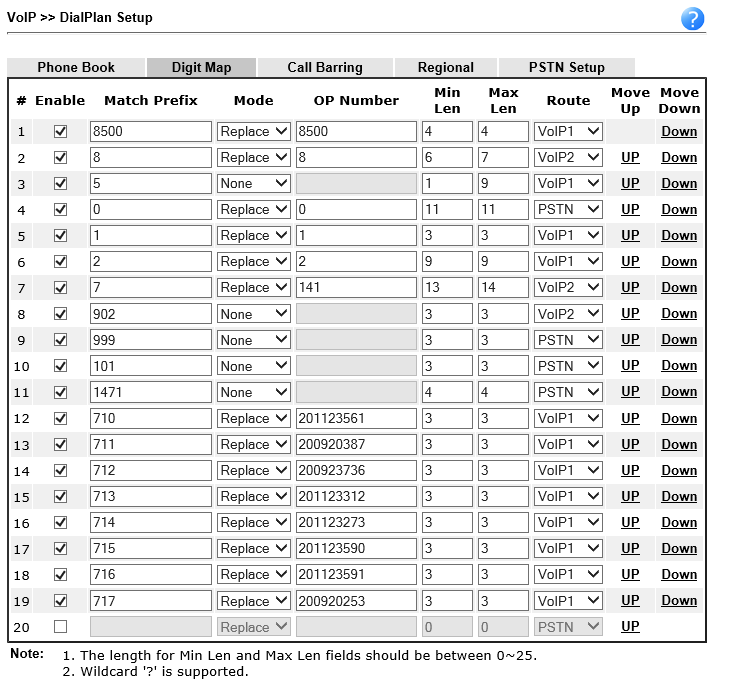 VoIP >> DialPlan Setup ?
Phone Book Digit Map Call Barring Regional PSTN Setup
# Enable Match Prefix Mode OP Number Min Len Max Len Route Move Up Move Down
1 8500 Replace 8500 4 4 VoIP1 Down
2 8 Replace 8 6 7 VoIP2 UP Down
3 5 None 1 9 VoIP1 UP Down
4 0 Replace 0 11 11 PSTN UP Down
5 1 Replace 1 3 3 VoIP1 UP Down
6 2 Replace 2 9 9 VoIP1 UP Down
7 7 Replace 141 13 14 VoIP2 UP Down
8 902 None 3 3 VoIP2 UP Down
9 999 None 3 3 PSTN UP Down
10 101 None 3 3 PSTN UP Down
11 1471 None 4 4 PSTN UP Down
12 710 Replace 201123561 3 3 VoIP1 UP Down
13 711 Replace 200920387 3 3 VoIP1 UP Down
14 712 Replace 200923736 3 3 VoIP1 UP Down
15 713 Replace 201123312 3 3 VoIP1 UP Down
16 714 Replace 201123273 3 3 VoIP1 UP Down
17 715 Replace 201123590 3 3 VoIP1 UP Down
18 716 Replace 201123591 3 3 VoIP1 UP Down
19 717 Replace 200920253 3 3 VoIP1 UP Down
20 Replace 0 0 PSTN UP
Note: 1. The length for Min Len and Max Len fields should be between 0~25.
2. Wildcard '?' is supported.